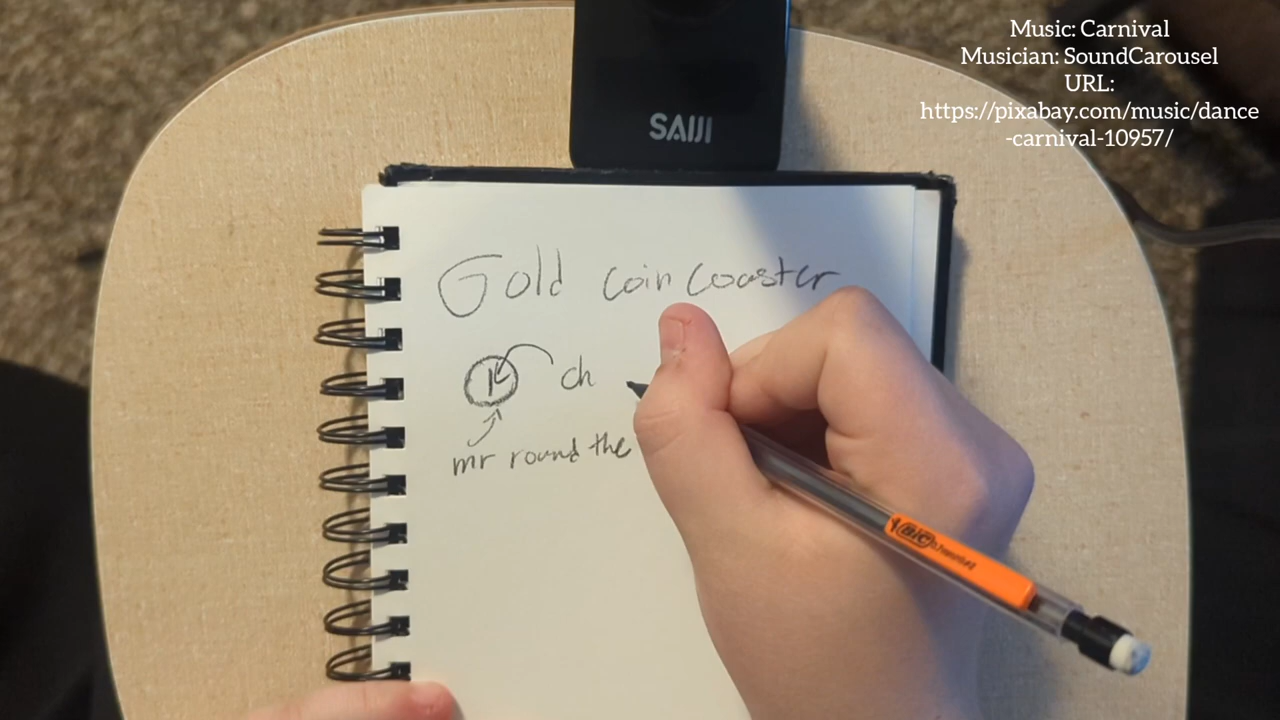 Music: Carnival
Musician: SoundCarousel
URL:
https://pixabay.com/music/dance
-carnival-10957/
SAIJI
Gold coin coaster
ch
mr round the
BIC